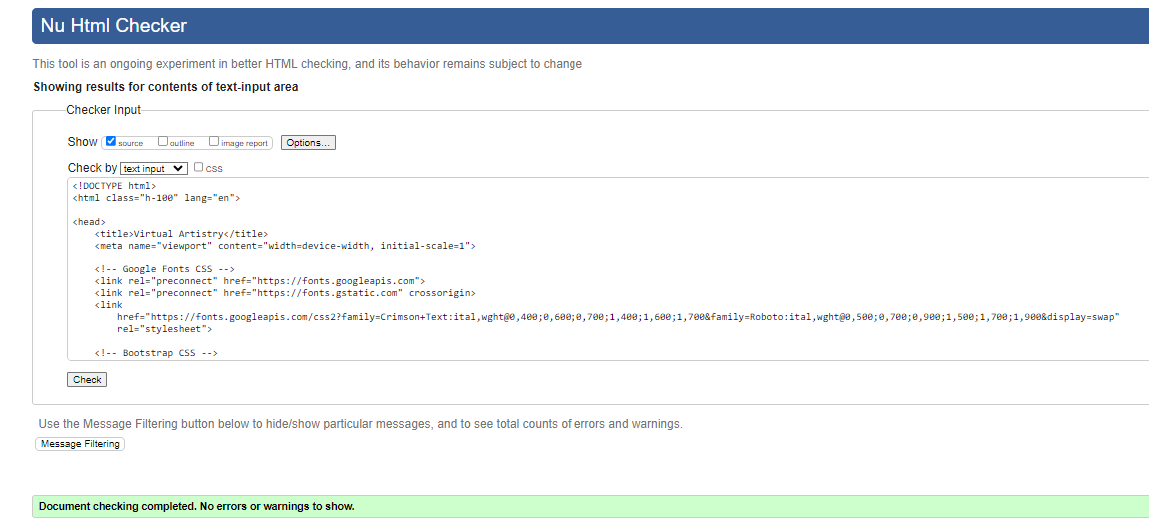 Nu Html Checker
This tool is an ongoing experiment in better HTML checking, and its behavior remains subject to change
Showing results for contents of text-input area
Checker Input
Show source outline image report Options...
Check by text input css
<!DOCTYPE html>
<html class="h-100" lang="en">
<head>
<title>Virtual Artistry</title>
<meta name="viewport" content="width=device-width, initial-scale=1">
<!-- Google Fonts CSS -->
<link rel="preconnect" href="https://fonts.googleapis.com">
<link rel="preconnect" href="https://fonts.gstatic.com" crossorigin>
<link
href="https://fonts.googleapis.com/css2?family=Crimson+Text:ital,wght@0,400;0,600;0,700;1,400;1,600;1,700&family=Roboto:ital,wght@0,500;0,700;0,900;1,500;1,700;1,900&display=swap"
rel="stylesheet">
<!-- Bootstrap CSS -->
Check
Use the Message Filtering button below to hide/show particular messages, and to see total counts of errors and warnings.
Message Filtering
Document checking completed. No errors or warnings to show.